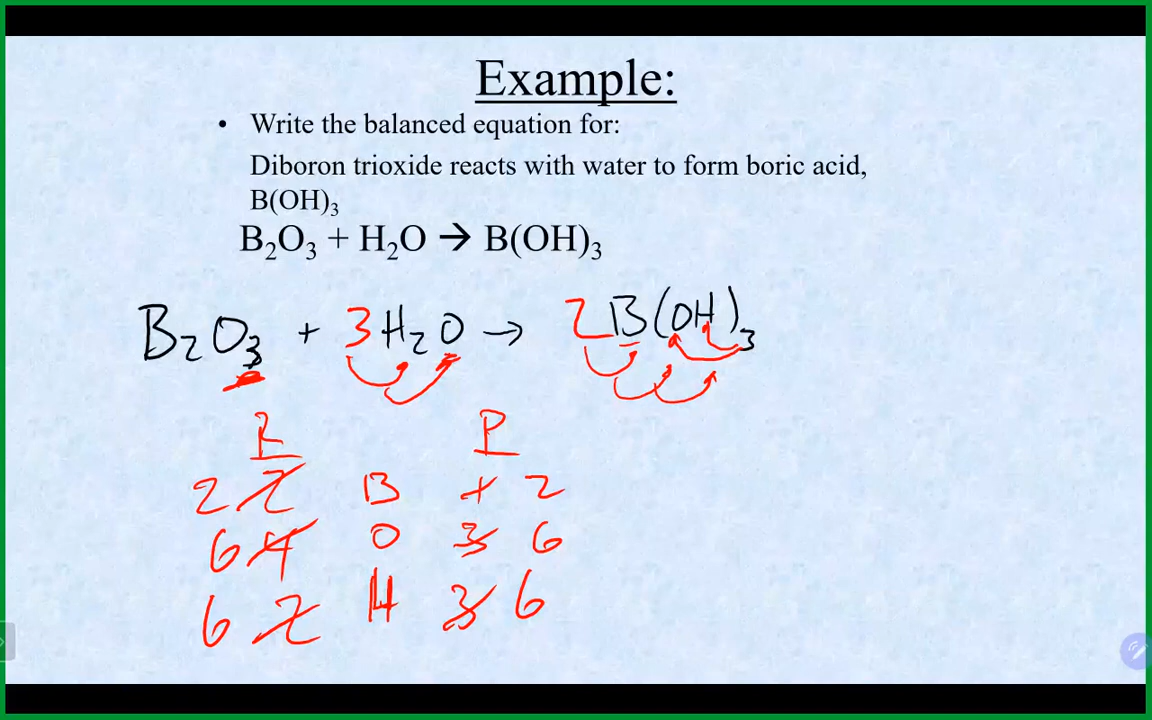 Example:
• Write the balanced equation for:
Diboron trioxide reacts with water to form boric acid,
B(OH)₃
B₂O₃ + H₂O → B(OH)₃
B₂O₃ + 3H₂O → 2B(OH)₃
R P
2 2 B 1 2
6 4 O 3 6
6 2 H 3 6